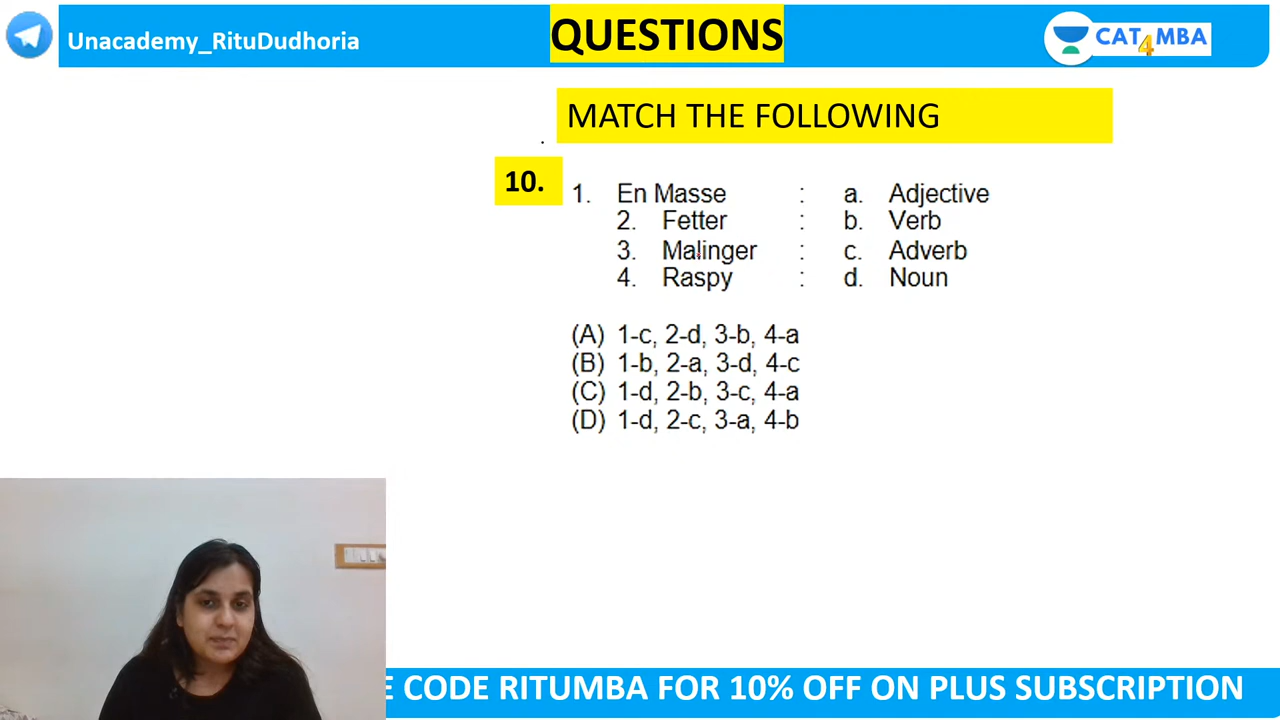 Unacademy_RituDudhoria
QUESTIONS
CAT4MBA
MATCH THE FOLLOWING
10.
1. En Masse : a. Adjective
2. Fetter : b. Verb
3. Malinger : c. Adverb
4. Raspy : d. Noun
(A) 1-c, 2-d, 3-b, 4-a
(B) 1-b, 2-a, 3-d, 4-c
(C) 1-d, 2-b, 3-c, 4-a
(D) 1-d, 2-c, 3-a, 4-b
E CODE RITUMBA FOR 10% OFF ON PLUS SUBSCRIPTION